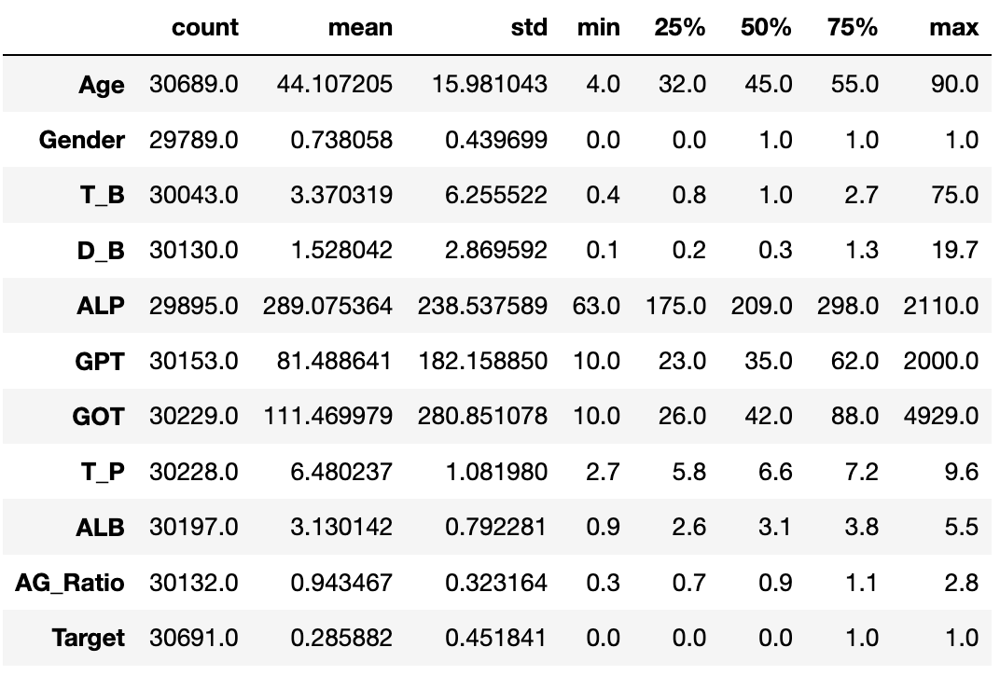 count mean std min 25% 50% 75% max
Age 30689.0 44.107205 15.981043 4.0 32.0 45.0 55.0 90.0
Gender 29789.0 0.738058 0.439699 0.0 0.0 1.0 1.0 1.0
T_B 30043.0 3.370319 6.255522 0.4 0.8 1.0 2.7 75.0
D_B 30130.0 1.528042 2.869592 0.1 0.2 0.3 1.3 19.7
ALP 29895.0 289.075364 238.537589 63.0 175.0 209.0 298.0 2110.0
GPT 30153.0 81.488641 182.158850 10.0 23.0 35.0 62.0 2000.0
GOT 30229.0 111.469979 280.851078 10.0 26.0 42.0 88.0 4929.0
T_P 30228.0 6.480237 1.081980 2.7 5.8 6.6 7.2 9.6
ALB 30197.0 3.130142 0.792281 0.9 2.6 3.1 3.8 5.5
AG_Ratio 30132.0 0.943467 0.323164 0.3 0.7 0.9 1.1 2.8
Target 30691.0 0.285882 0.451841 0.0 0.0 0.0 1.0 1.0